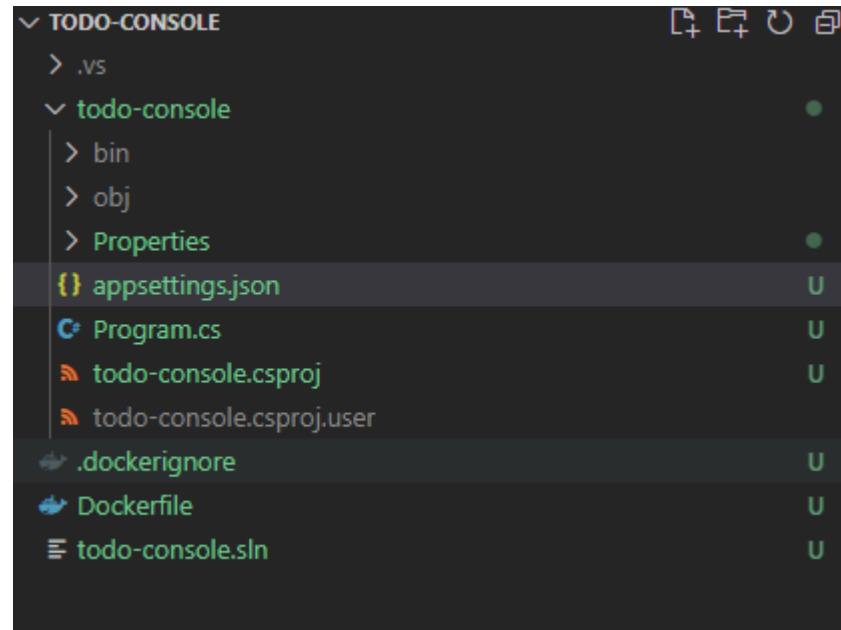 TODO-CONSOLE
.vs
todo-console
bin
obj
Properties
{} appsettings.json U
C# Program.cs U
todo-console.csproj U
todo-console.csproj.user
.dockerignore U
Dockerfile U
todo-console.sln U